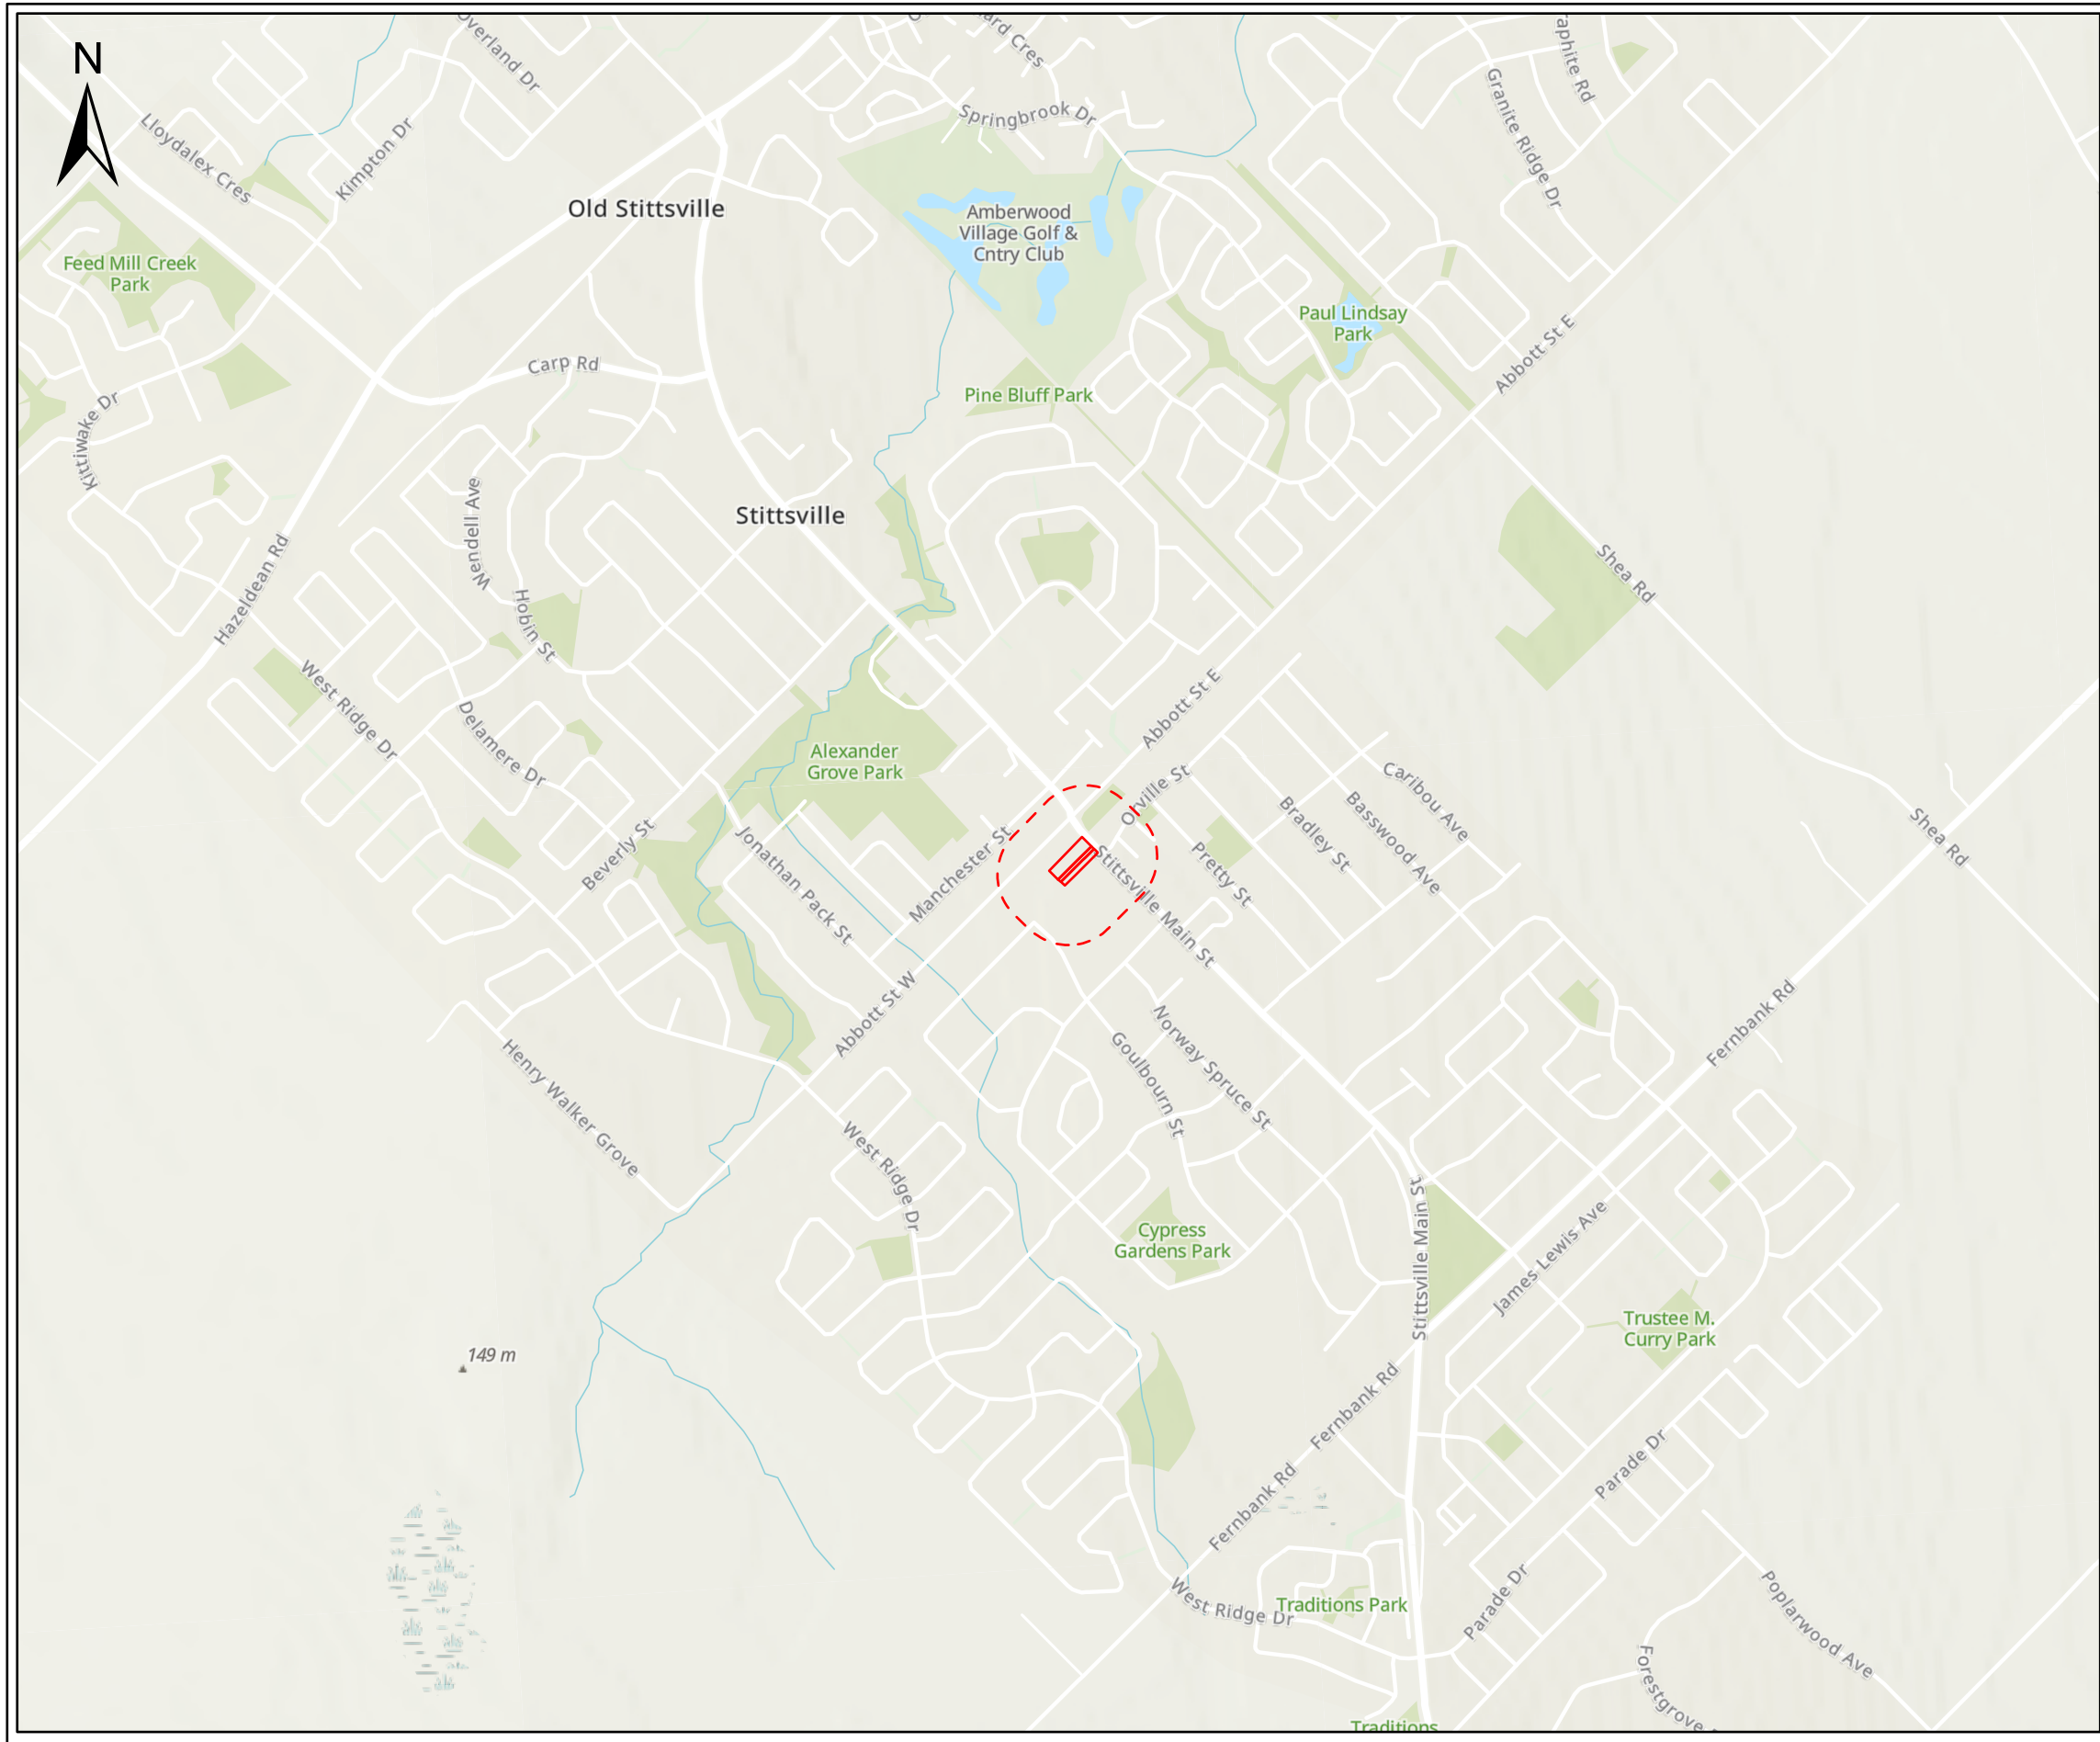 N
Overland Dr
Springbrook Dr
Granite Ridge Dr
Lloydalex Cres
Kimpton Dr
Old Stittsville
Amberwood
Village Golf &
Cntry Club
Feed Mill Creek
Park
Paul Lindsay
Park
Abbott St E
Carp Rd
Pine Bluff Park
Kittiwake Dr
Wendell Ave
Stittsville
Hazeldean Rd
Hobin St
Shea Rd
West Ridge Dr
Delamere Dr
Abbott St E
Alexander
Grove Park
Orville St
Caribou Ave
Basswood Ave
Bradley St
Beverly St
Jonathan Pack St
Manchester St
Pretty St
Stittsville Main St
Shea Rd
Abbott St W
Fernbank Rd
Henry Walker Grove
Norway Spruce St
Goulbourn St
West Ridge Dr
Cypress
Gardens Park
Stittsville Main St
James Lewis Ave
Trustee M.
Curry Park
149 m
Fernbank Rd
Parade Dr
Fernbank Rd
West Ridge Dr
Traditions Park
Parade Dr
Poplarwood Ave
Forestgrove
Traditions